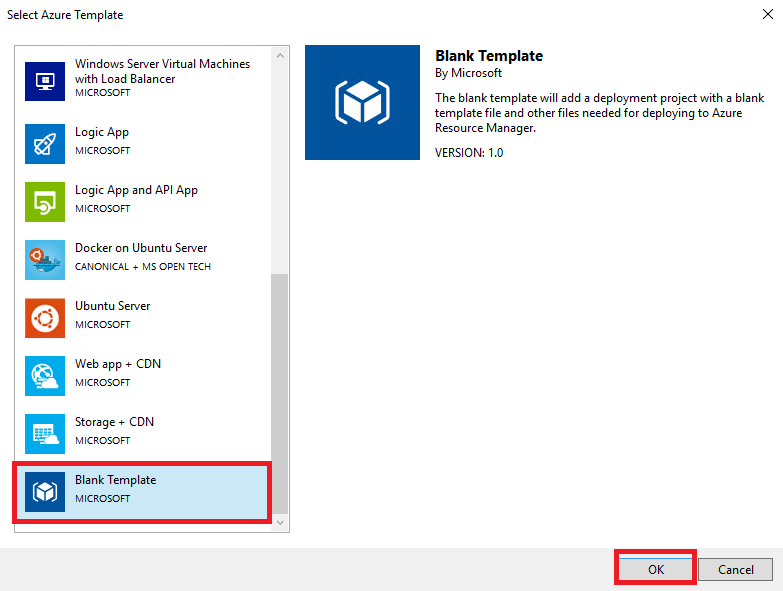 Select Azure Template
Windows Server Virtual Machines
with Load Balancer
MICROSOFT
Logic App
MICROSOFT
Logic App and API App
MICROSOFT
Docker on Ubuntu Server
CANONICAL + MS OPEN TECH
Ubuntu Server
MICROSOFT
Web app + CDN
MICROSOFT
Storage + CDN
MICROSOFT
Blank Template
MICROSOFT
Blank Template
By Microsoft
The blank template will add a deployment project with a blank
template file and other files needed for deploying to Azure
Resource Manager.
VERSION: 1.0
OK
Cancel